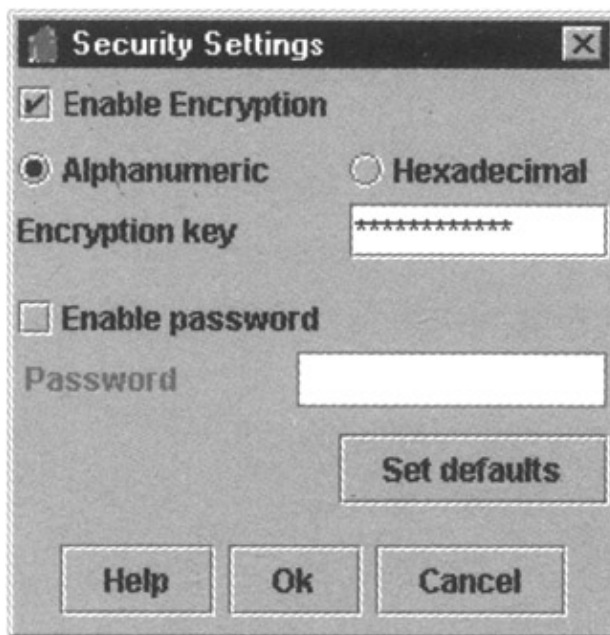 Security Settings
Enable Encryption
Alphanumeric Hexadecimal
Encryption key ************
Enable password
Password
Set defaults
Help Ok Cancel